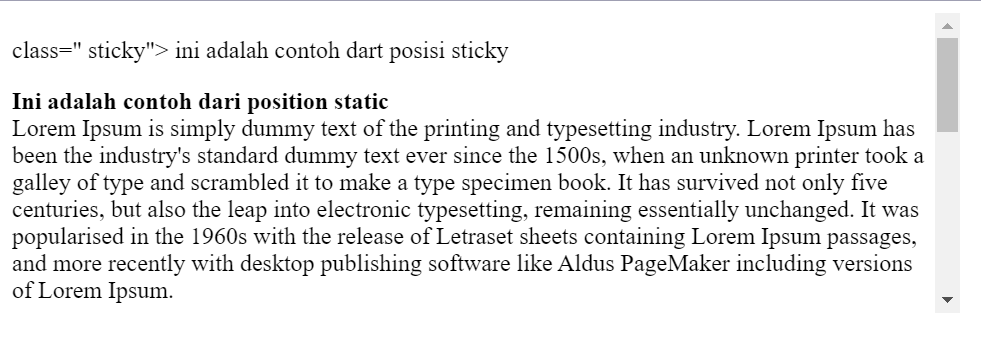 class=" sticky"> ini adalah contoh dart posisi sticky
Ini adalah contoh dari position static
Lorem Ipsum is simply dummy text of the printing and typesetting industry. Lorem Ipsum has
been the industry's standard dummy text ever since the 1500s, when an unknown printer took a
galley of type and scrambled it to make a type specimen book. It has survived not only five
centuries, but also the leap into electronic typesetting, remaining essentially unchanged. It was
popularised in the 1960s with the release of Letraset sheets containing Lorem Ipsum passages,
and more recently with desktop publishing software like Aldus PageMaker including versions
of Lorem Ipsum.